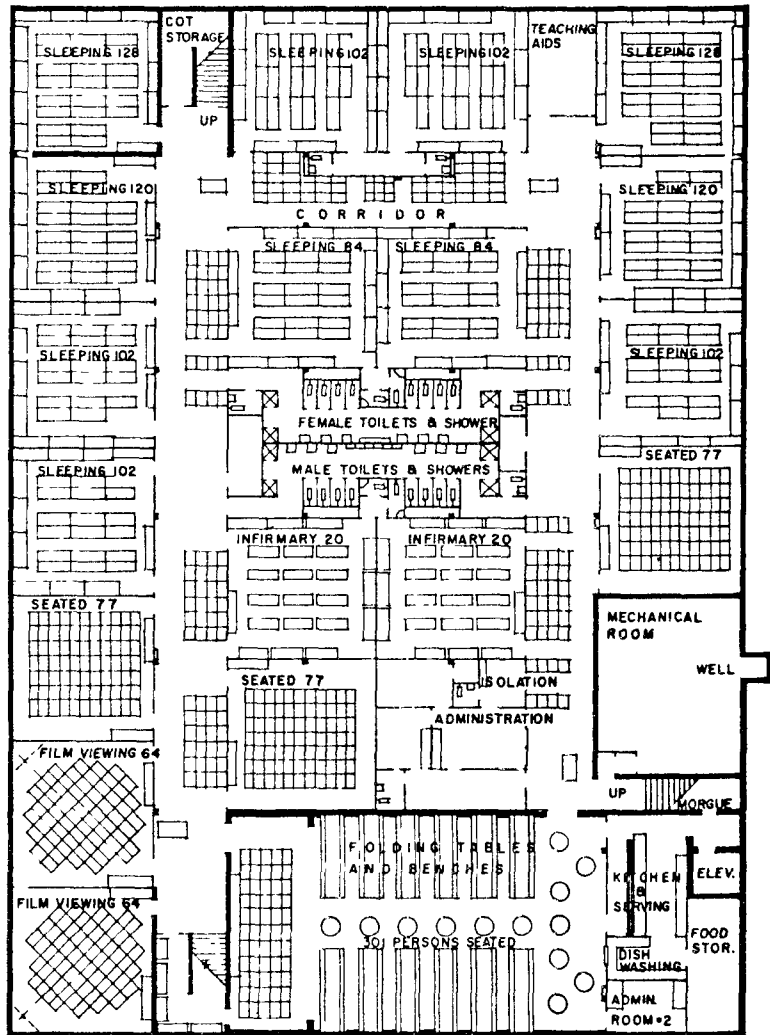 COT
STORAGE
TEACHING
AIDS
SLEEPING 128
SLEEPING 102
SLEEPING 102
SLEEPING 128
UP
SLEEPING 120
SLEEPING 120
CORRIDOR
SLEEPING 84
SLEEPING 84
SLEEPING 102
SLEEPING 102
FEMALE TOILETS & SHOWER
SEATED 77
SLEEPING 102
MALE TOILETS & SHOWERS
INFIRMARY 20
INFIRMARY 20
SEATED 77
MECHANICAL
ROOM
WELL
SEATED 77
ISOLATION
ADMINISTRATION
FILM VIEWING 64
UP
MORGUE
FOLDING TABLES
AND BENCHES
KITCHEN
&
SERVING
ELEV.
FILM VIEWING 64
301 PERSONS SEATED
FOOD
STOR.
DISH
WASHING
ADMIN.
ROOM #2